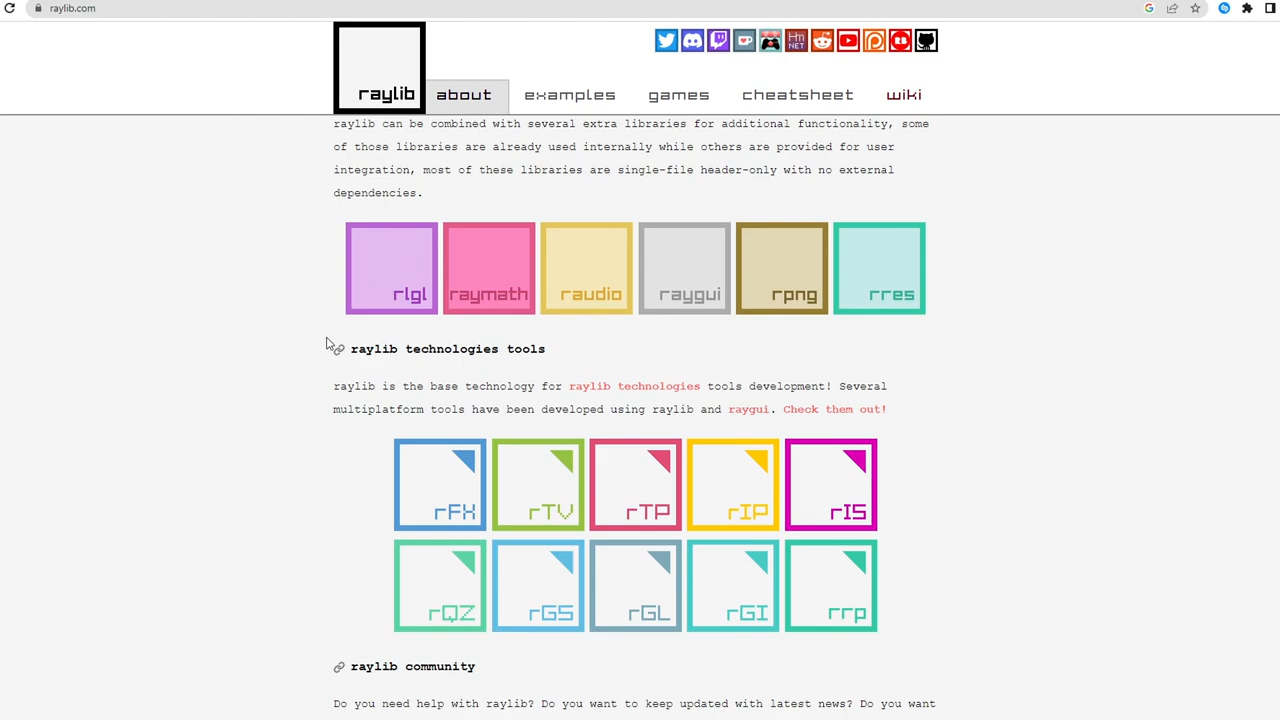 raylib.com
raylib
about
examples
games
cheatsheet
wiki
HM
NET
raylib can be combined with several extra libraries for additional functionality, some
of those libraries are already used internally while others are provided for user
integration, most of these libraries are single-file header-only with no external
dependencies.
rlgl
raymath
raudio
raygui
rpng
rres
raylib technologies tools
raylib is the base technology for raylib technologies tools development! Several
multiplatform tools have been developed using raylib and raygui. Check them out!
rFX
rTV
rTP
rIP
rIS
rQZ
rGS
rGL
rGI
rrp
raylib community
Do you need help with raylib? Do you want to keep updated with latest news? Do you want